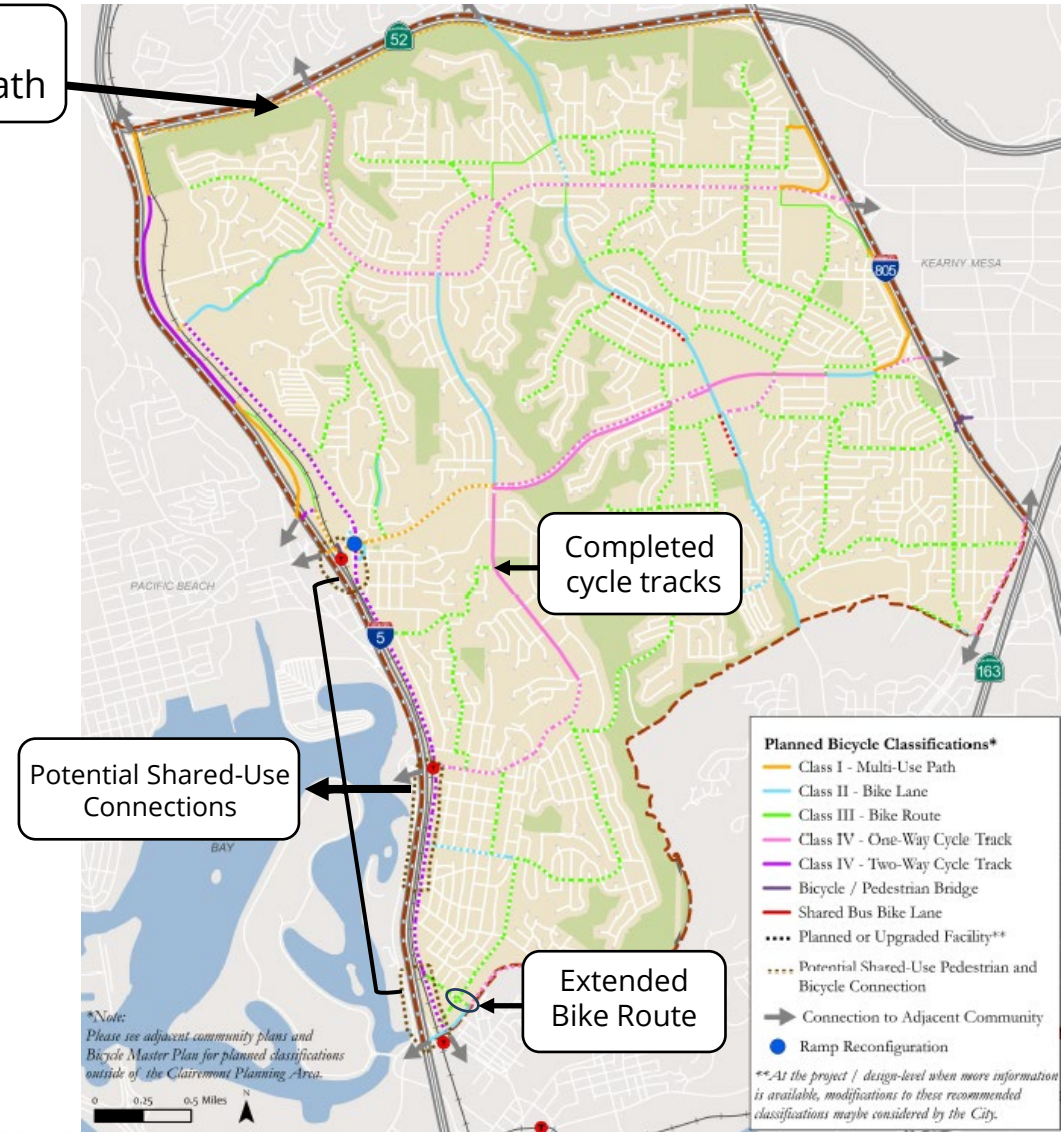 ath
52
805
KEARNY MESA
Completed
cycle tracks
PACIFIC BEACH
5
163
Potential Shared-Use
Connections
BAY
Extended
Bike Route
*Note:
Please see adjacent community plans and
Bicycle Master Plan for planned classifications
outside of the Clairemont Planning Area.
0 0.25 0.5 Miles
N
Planned Bicycle Classifications*
Class I - Multi-Use Path
Class II - Bike Lane
Class III - Bike Route
Class IV - One-Way Cycle Track
Class IV - Two-Way Cycle Track
Bicycle / Pedestrian Bridge
Shared Bus Bike Lane
Planned or Upgraded Facility**
Potential Shared-Use Pedestrian and
Bicycle Connection
Connection to Adjacent Community
Ramp Reconfiguration
**At the project / design-level when more information
is available, modifications to these recommended
classifications maybe considered by the City.